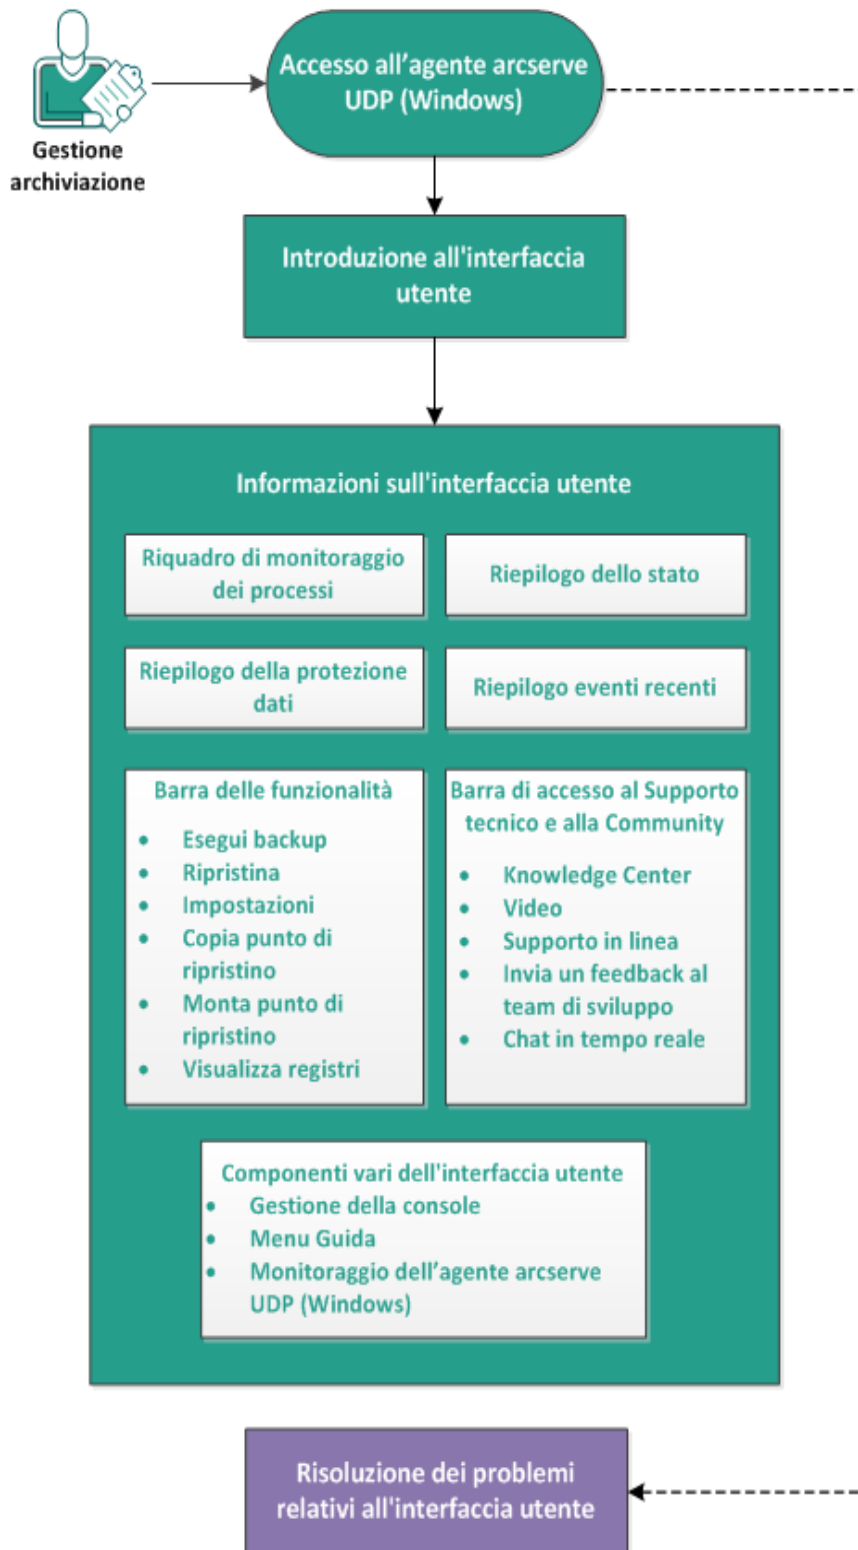 Gestione
archiviazione
Accesso all’agente arcserve
UDP (Windows)
Introduzione all'interfaccia
utente
Informazioni sull'interfaccia utente
Riquadro di monitoraggio
dei processi
Riepilogo dello stato
Riepilogo della protezione
dati
Riepilogo eventi recenti
Barra delle funzionalità
• Esegui backup
• Ripristina
• Impostazioni
• Copia punto di
ripristino
• Monta punto di
ripristino
• Visualizza registri
Barra di accesso al Supporto
tecnico e alla Community
• Knowledge Center
• Video
• Supporto in linea
• Invia un feedback al
team di sviluppo
• Chat in tempo reale
Componenti vari dell'interfaccia utente
• Gestione della console
• Menu Guida
• Monitoraggio dell’agente arcserve
UDP (Windows)
Risoluzione dei problemi
relativi all'interfaccia utente